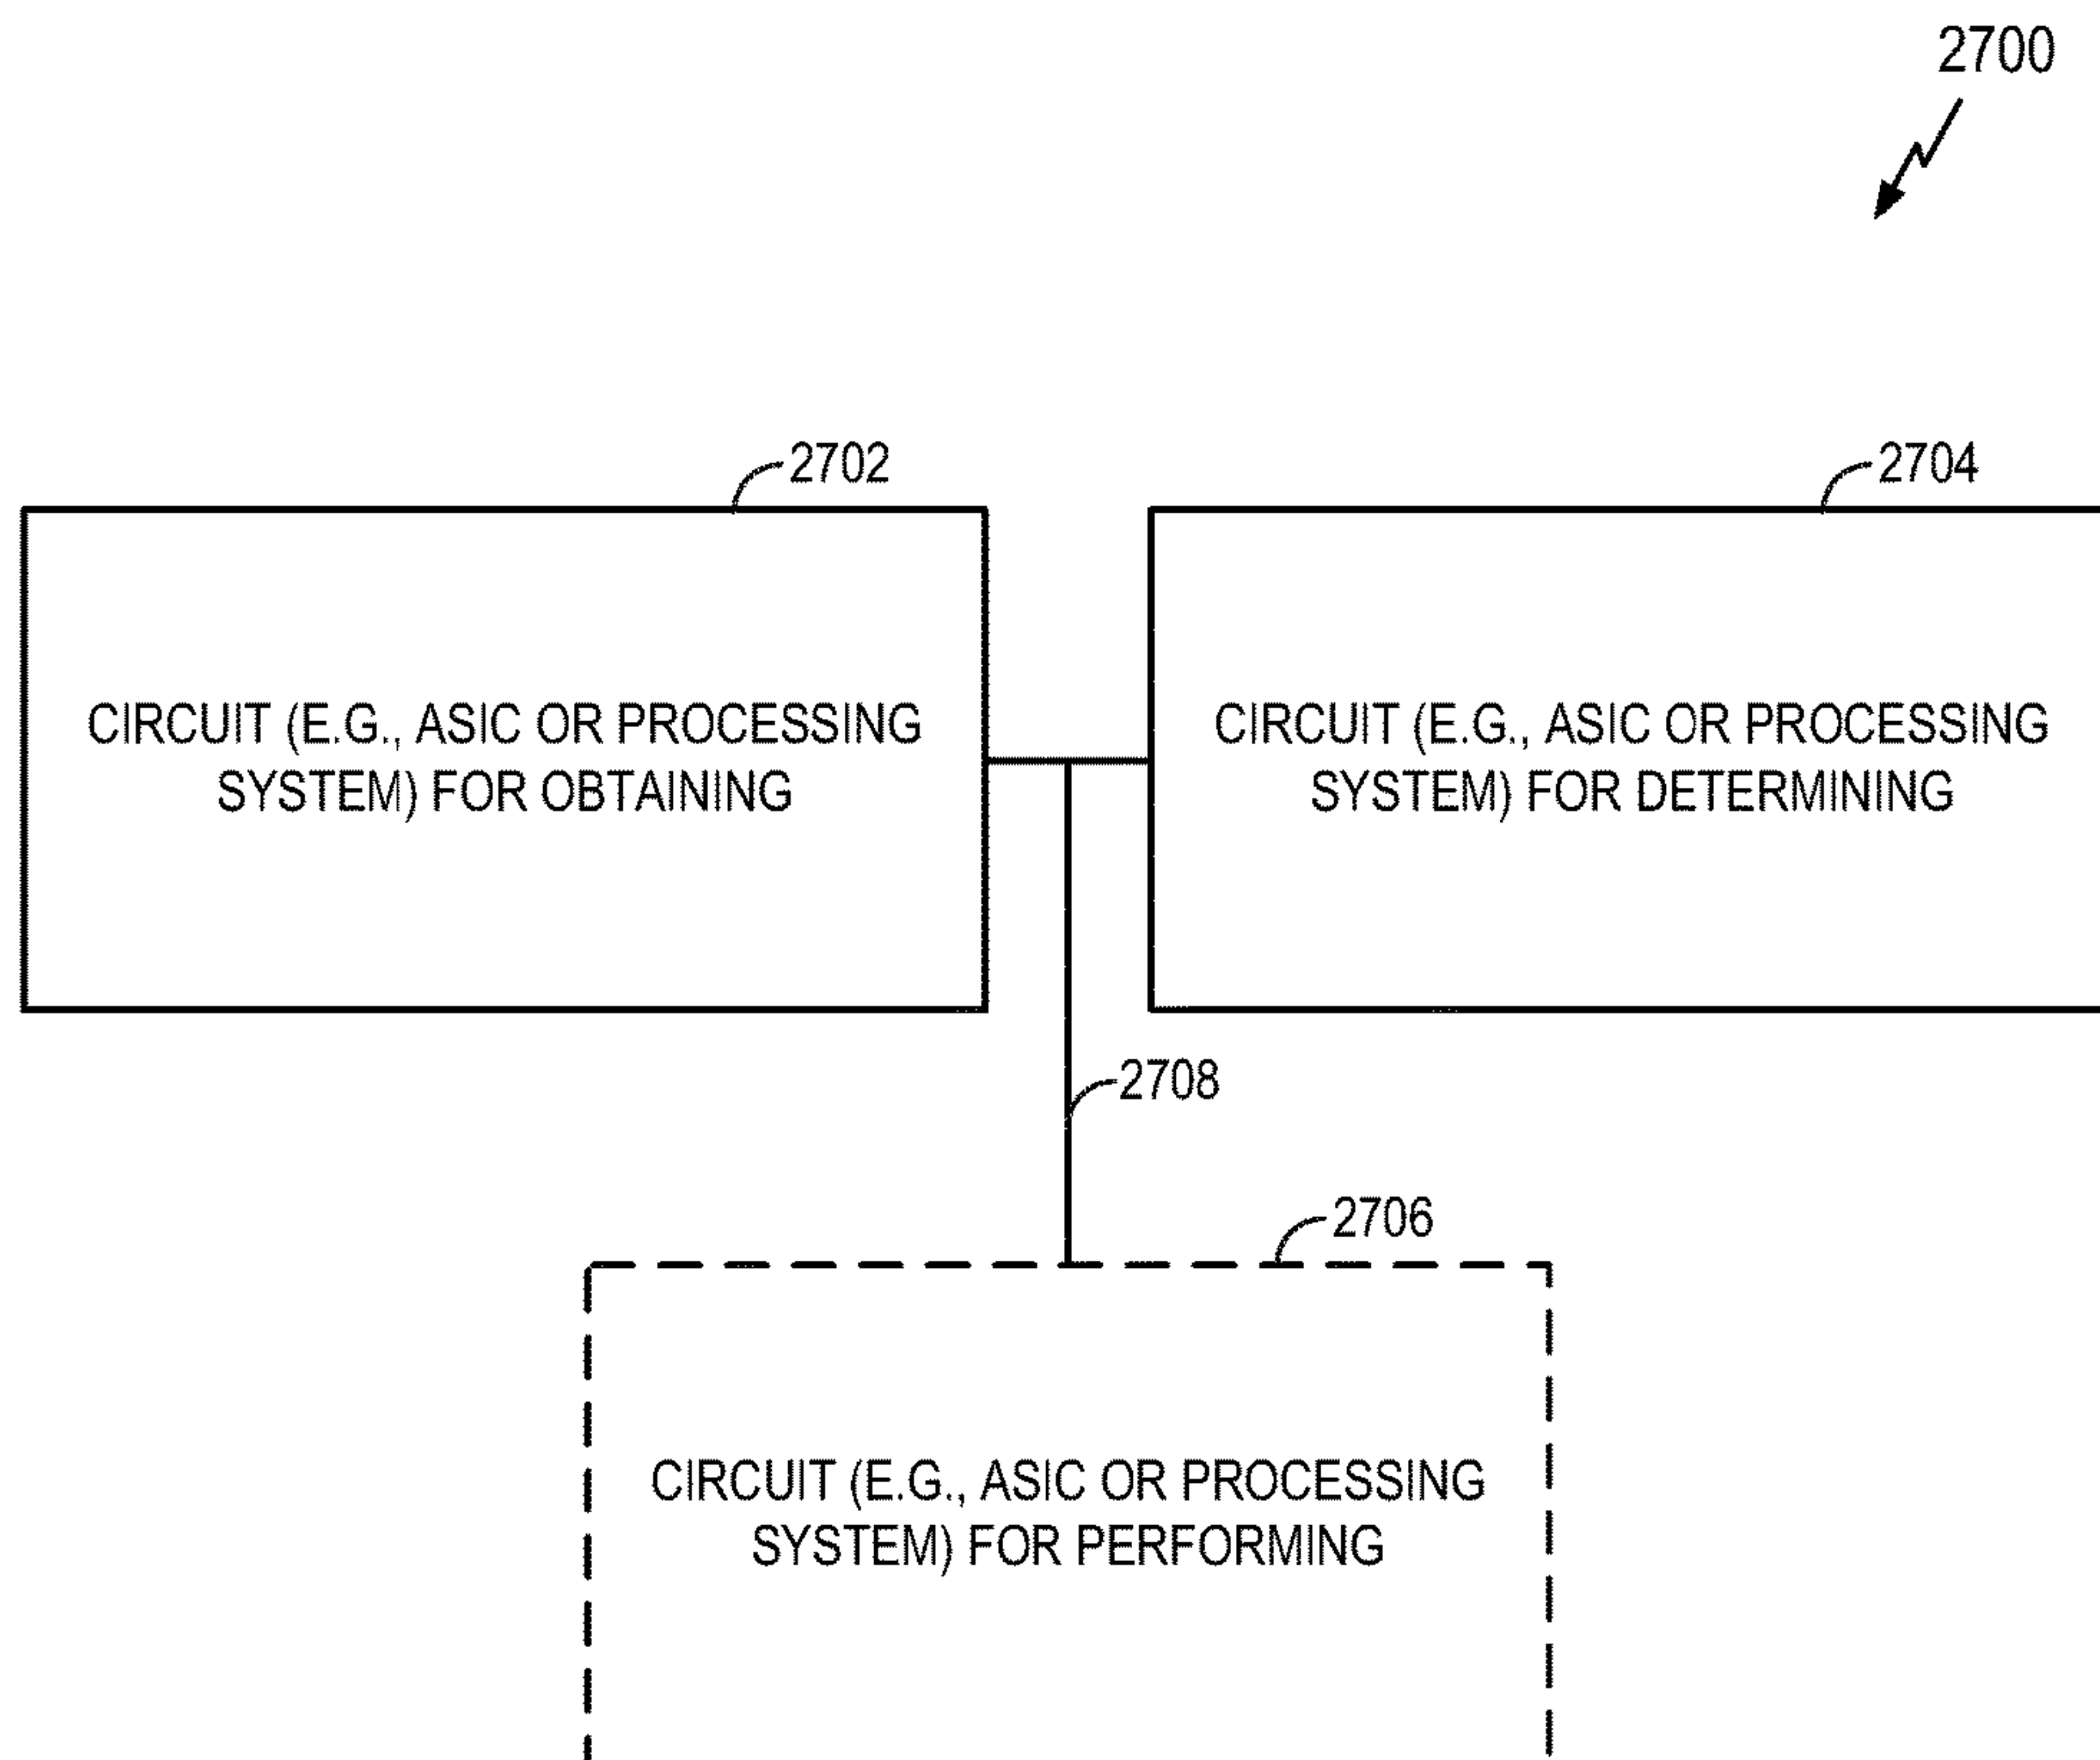 2700
2702
2704
CIRCUIT (E.G., ASIC OR PROCESSING
SYSTEM) FOR OBTAINING
CIRCUIT (E.G., ASIC OR PROCESSING
SYSTEM) FOR DETERMINING
2708
2706
CIRCUIT (E.G., ASIC OR PROCESSING
SYSTEM) FOR PERFORMING